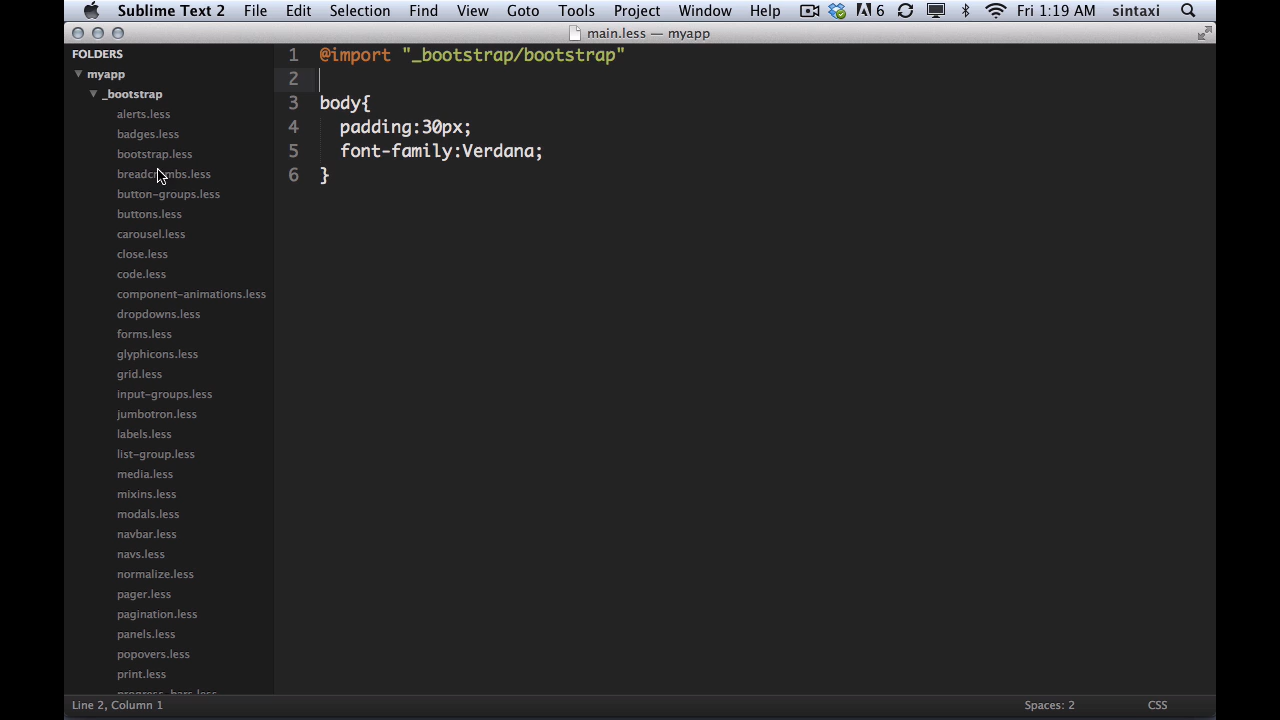 Sublime Text 2 File Edit Selection Find View Goto Tools Project Window Help 6 Fri 1:19 AM sintaxi
main.less — myapp
FOLDERS
myapp
_bootstrap
alerts.less
badges.less
bootstrap.less
breadcrumbs.less
button-groups.less
buttons.less
carousel.less
close.less
code.less
component-animations.less
dropdowns.less
forms.less
glyphicons.less
grid.less
input-groups.less
jumbotron.less
labels.less
list-group.less
media.less
mixins.less
modals.less
navbar.less
navs.less
normalize.less
pager.less
pagination.less
panels.less
popovers.less
print.less
progress-bars.less
1 @import "_bootstrap/bootstrap"
2
3 body{
4 padding:30px;
5 font-family:Verdana;
6 }
Line 2, Column 1 Spaces: 2 CSS